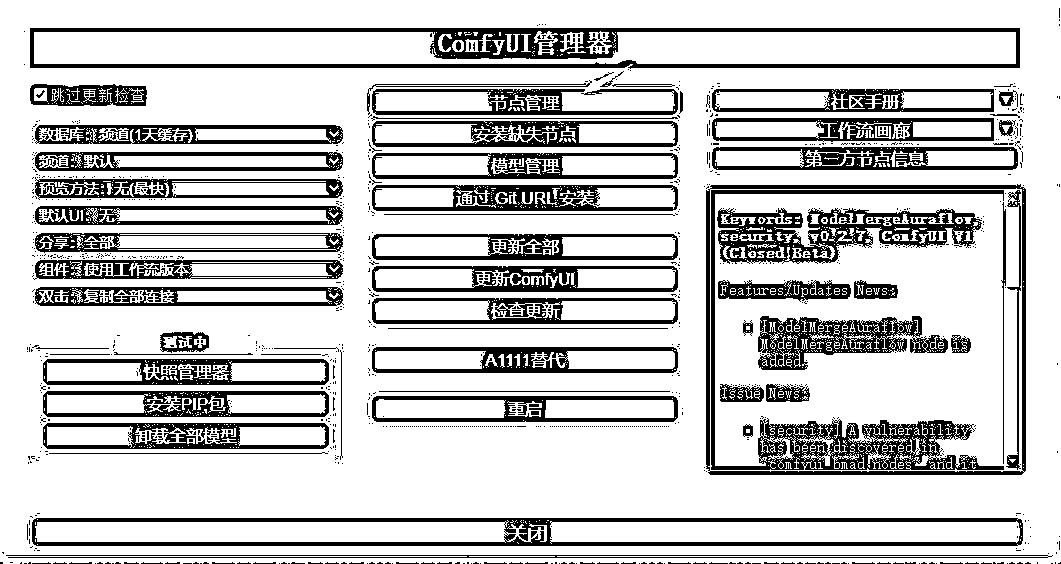 ComfyUI管理器
跳过更新检查
数据库: 频道(1天缓存)
频道: 默认
预览方法: 无(最快)
默认UI: 无
分享: 全部
组件: 使用工作流版本
双击: 复制全部连接
测试中
快照管理器
安装PIP包
卸载全部模型
节点管理
安装缺失节点
模型管理
通过 Git URL 安装
更新全部
更新ComfyUI
检查更新
A1111替代
重启
社区手册
工作流画廊
第三方节点信息
Keywords: ModelMergeAuraflow,
security, v0.2.7, ComfyUI V1
(Closed Beta)
Features/Updates News:
[ModelMergeAuraflow]
ModelMergeAuraflow node is
added.
Issue News:
[security] A vulnerability
has been discovered in
"comfyui_bmad_nodes" and it
关闭